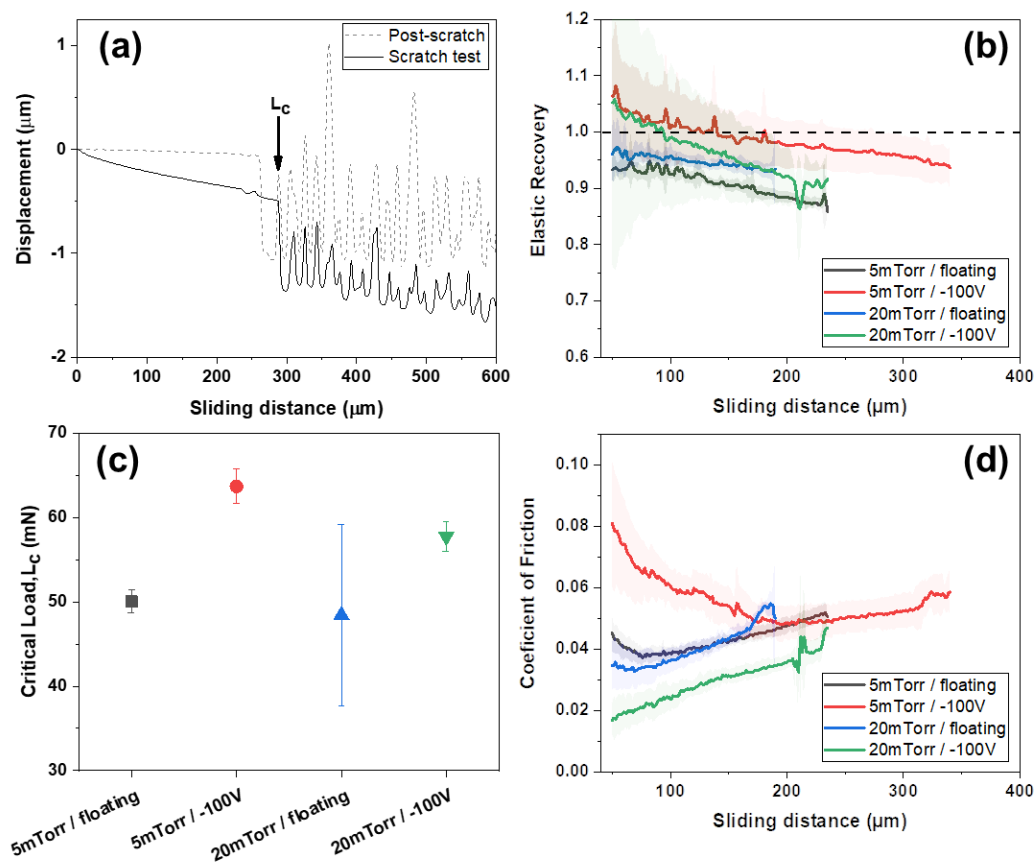 (a)
Post-scratch
Scratch test
L_C
1
0
-1
-2
Displacement (μm)
0 100 200 300 400 500 600
Sliding distance (μm)
(b)
1.2
1.1
1.0
0.9
0.8
0.7
0.6
Elastic Recovery
5mTorr / floating
5mTorr / -100V
20mTorr / floating
20mTorr / -100V
100 200 300 400
Sliding distance (μm)
(c)
70
60
50
40
30
Critical Load,L_C (mN)
5mTorr / floating
5mTorr / -100V
20mTorr / floating
20mTorr / -100V
(d)
0.10
0.08
0.06
0.04
0.02
0.00
Coeficient of Friction
5mTorr / floating
5mTorr / -100V
20mTorr / floating
20mTorr / -100V
100 200 300 400
Sliding distance (μm)